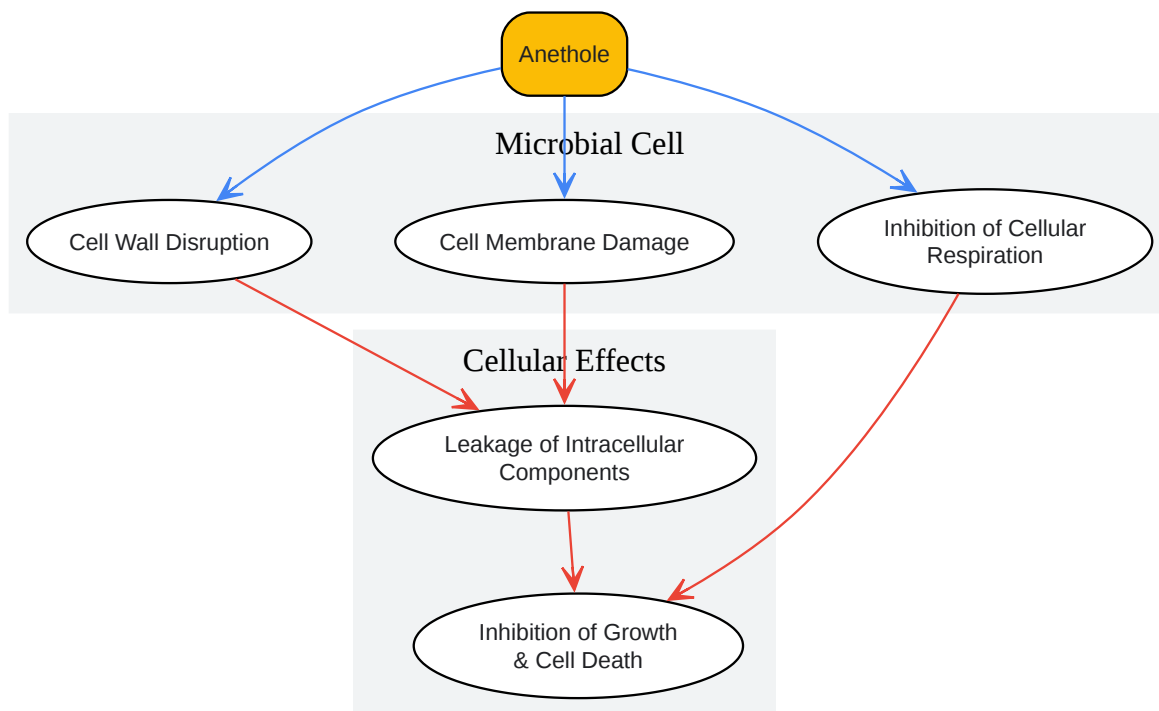 Anethole
Microbial Cell
Cell Wall Disruption
Cell Membrane Damage
Inhibition of Cellular
Respiration
Cellular Effects
Leakage of Intracellular
Components
Inhibition of Growth
& Cell Death